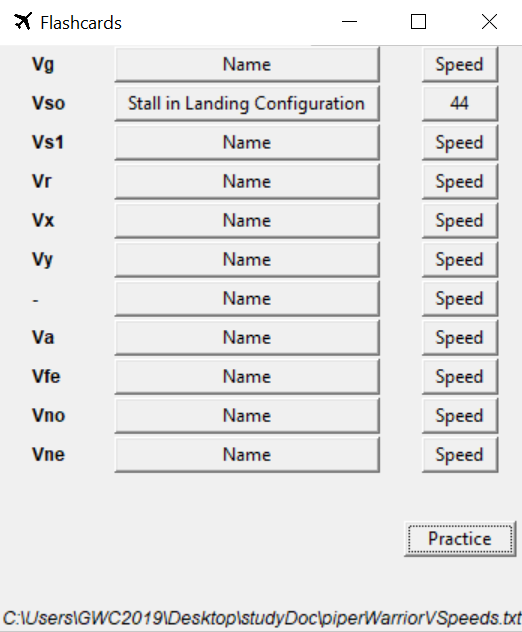 Flashcards
Vg Name Speed
Vso Stall in Landing Configuration 44
Vs1 Name Speed
Vr Name Speed
Vx Name Speed
Vy Name Speed
- Name Speed
Va Name Speed
Vfe Name Speed
Vno Name Speed
Vne Name Speed
Practice
C:\Users\GWC2019\Desktop\studyDoc\piperWarriorVSpeeds.txt